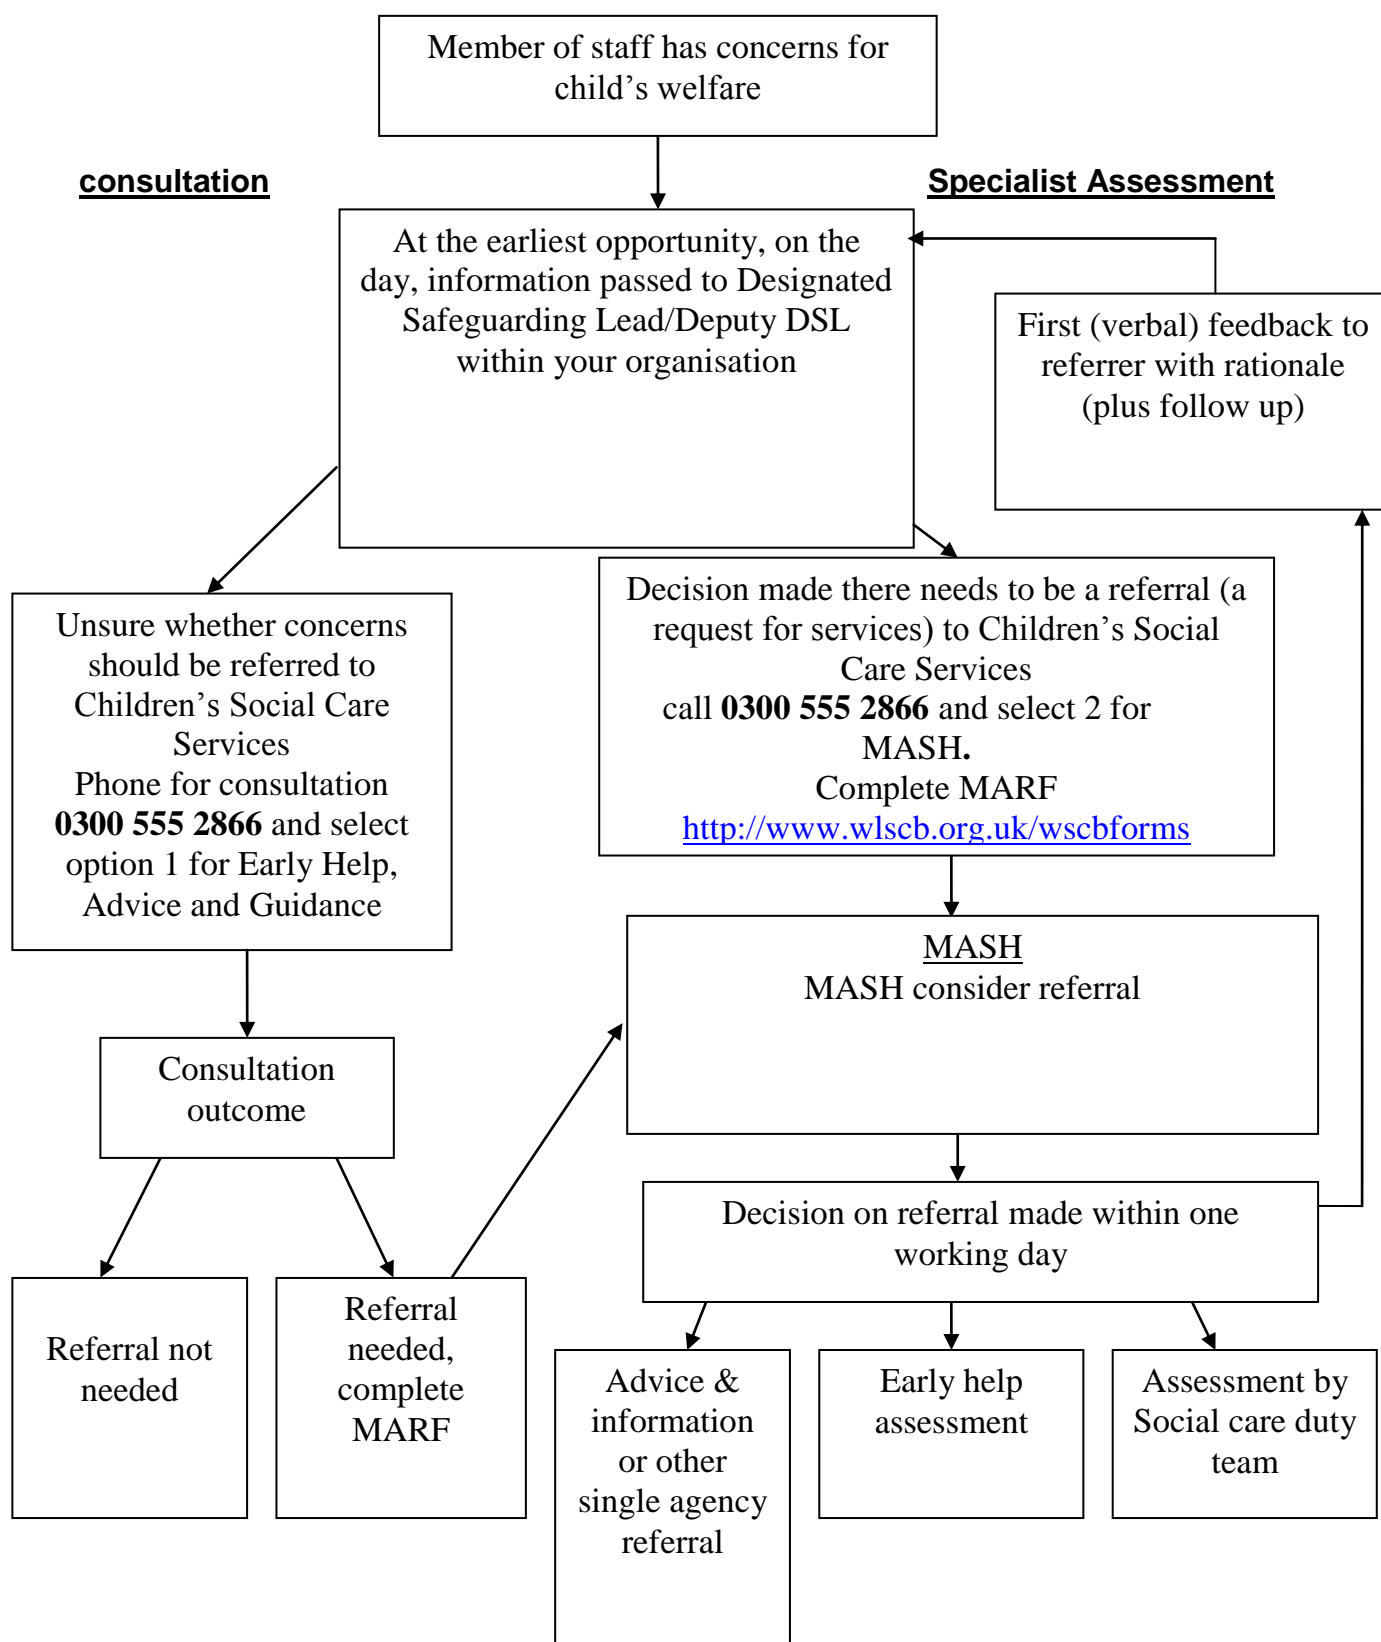 Member of staff has concerns for
child’s welfare
consultation
Specialist Assessment
At the earliest opportunity, on the
day, information passed to Designated
Safeguarding Lead/Deputy DSL
within your organisation
First (verbal) feedback to
referrer with rationale
(plus follow up)
Unsure whether concerns
should be referred to
Children’s Social Care
Services
Phone for consultation
0300 555 2866 and select
option 1 for Early Help,
Advice and Guidance
Decision made there needs to be a referral (a
request for services) to Children’s Social
Care Services
call 0300 555 2866 and select 2 for
MASH.
Complete MARF
http://www.wlscb.org.uk/wscbforms
MASH
MASH consider referral
Consultation
outcome
Decision on referral made within one
working day
Referral not
needed
Referral
needed,
complete
MARF
Advice &
information
or other
single agency
referral
Early help
assessment
Assessment by
Social care duty
team